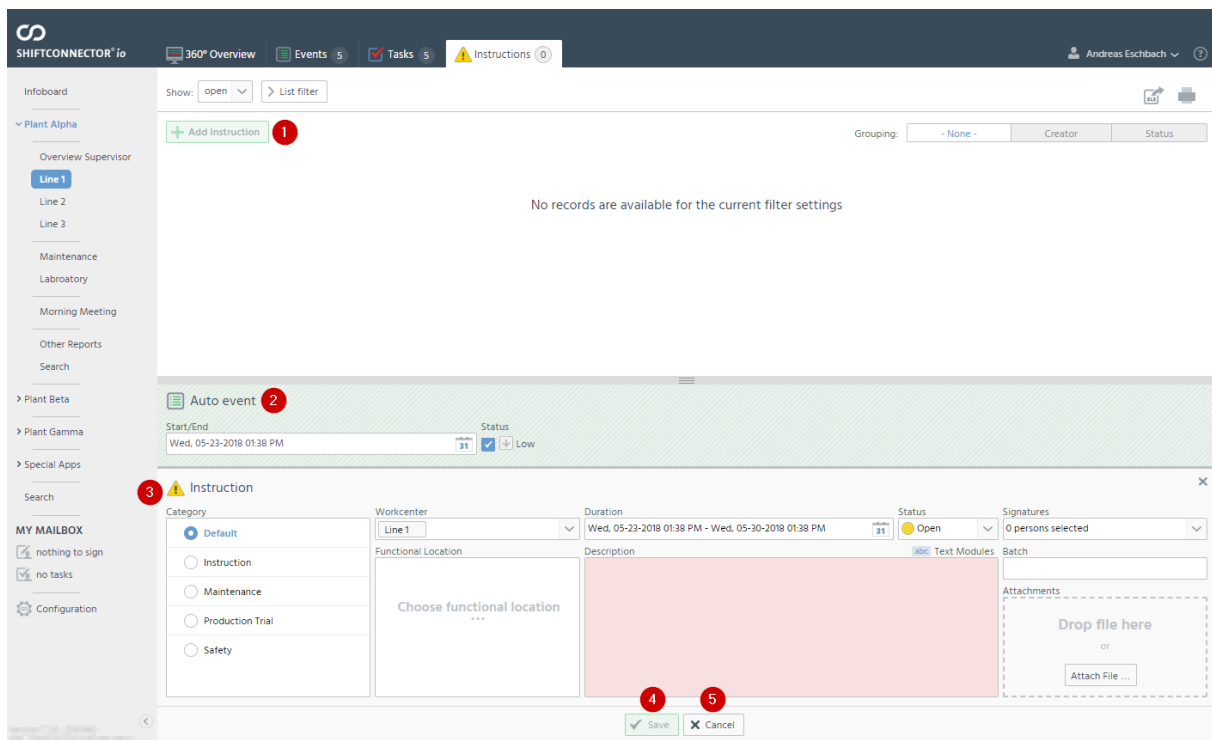 SHIFTCONNECTOR® io
360° Overview
Events 5
Tasks 5
Instructions 0
Andreas Eschbach
?
Infoboard
Plant Alpha
Overview Supervisor
Line 1
Line 2
Line 3
Maintenance
Labroatory
Morning Meeting
Other Reports
Search
Plant Beta
Plant Gamma
Special Apps
Search
MY MAILBOX
nothing to sign
no tasks
Configuration
Show: open
List filter
XLS
Add Instruction 1
Grouping: - None - Creator Status
No records are available for the current filter settings
Auto event 2
Start/End Status
Wed, 05-23-2018 01:38 PM 31 Low
3 Instruction
Category
Default
Instruction
Maintenance
Production Trial
Safety
Workcenter
Line 1
Functional Location
Choose functional location
...
Duration
Wed, 05-23-2018 01:38 PM - Wed, 05-30-2018 01:38 PM 31
Description abc Text Modules
Status
Open
Signatures
0 persons selected
Batch
Attachments
Drop file here
or
Attach File ...
4 5
Save Cancel